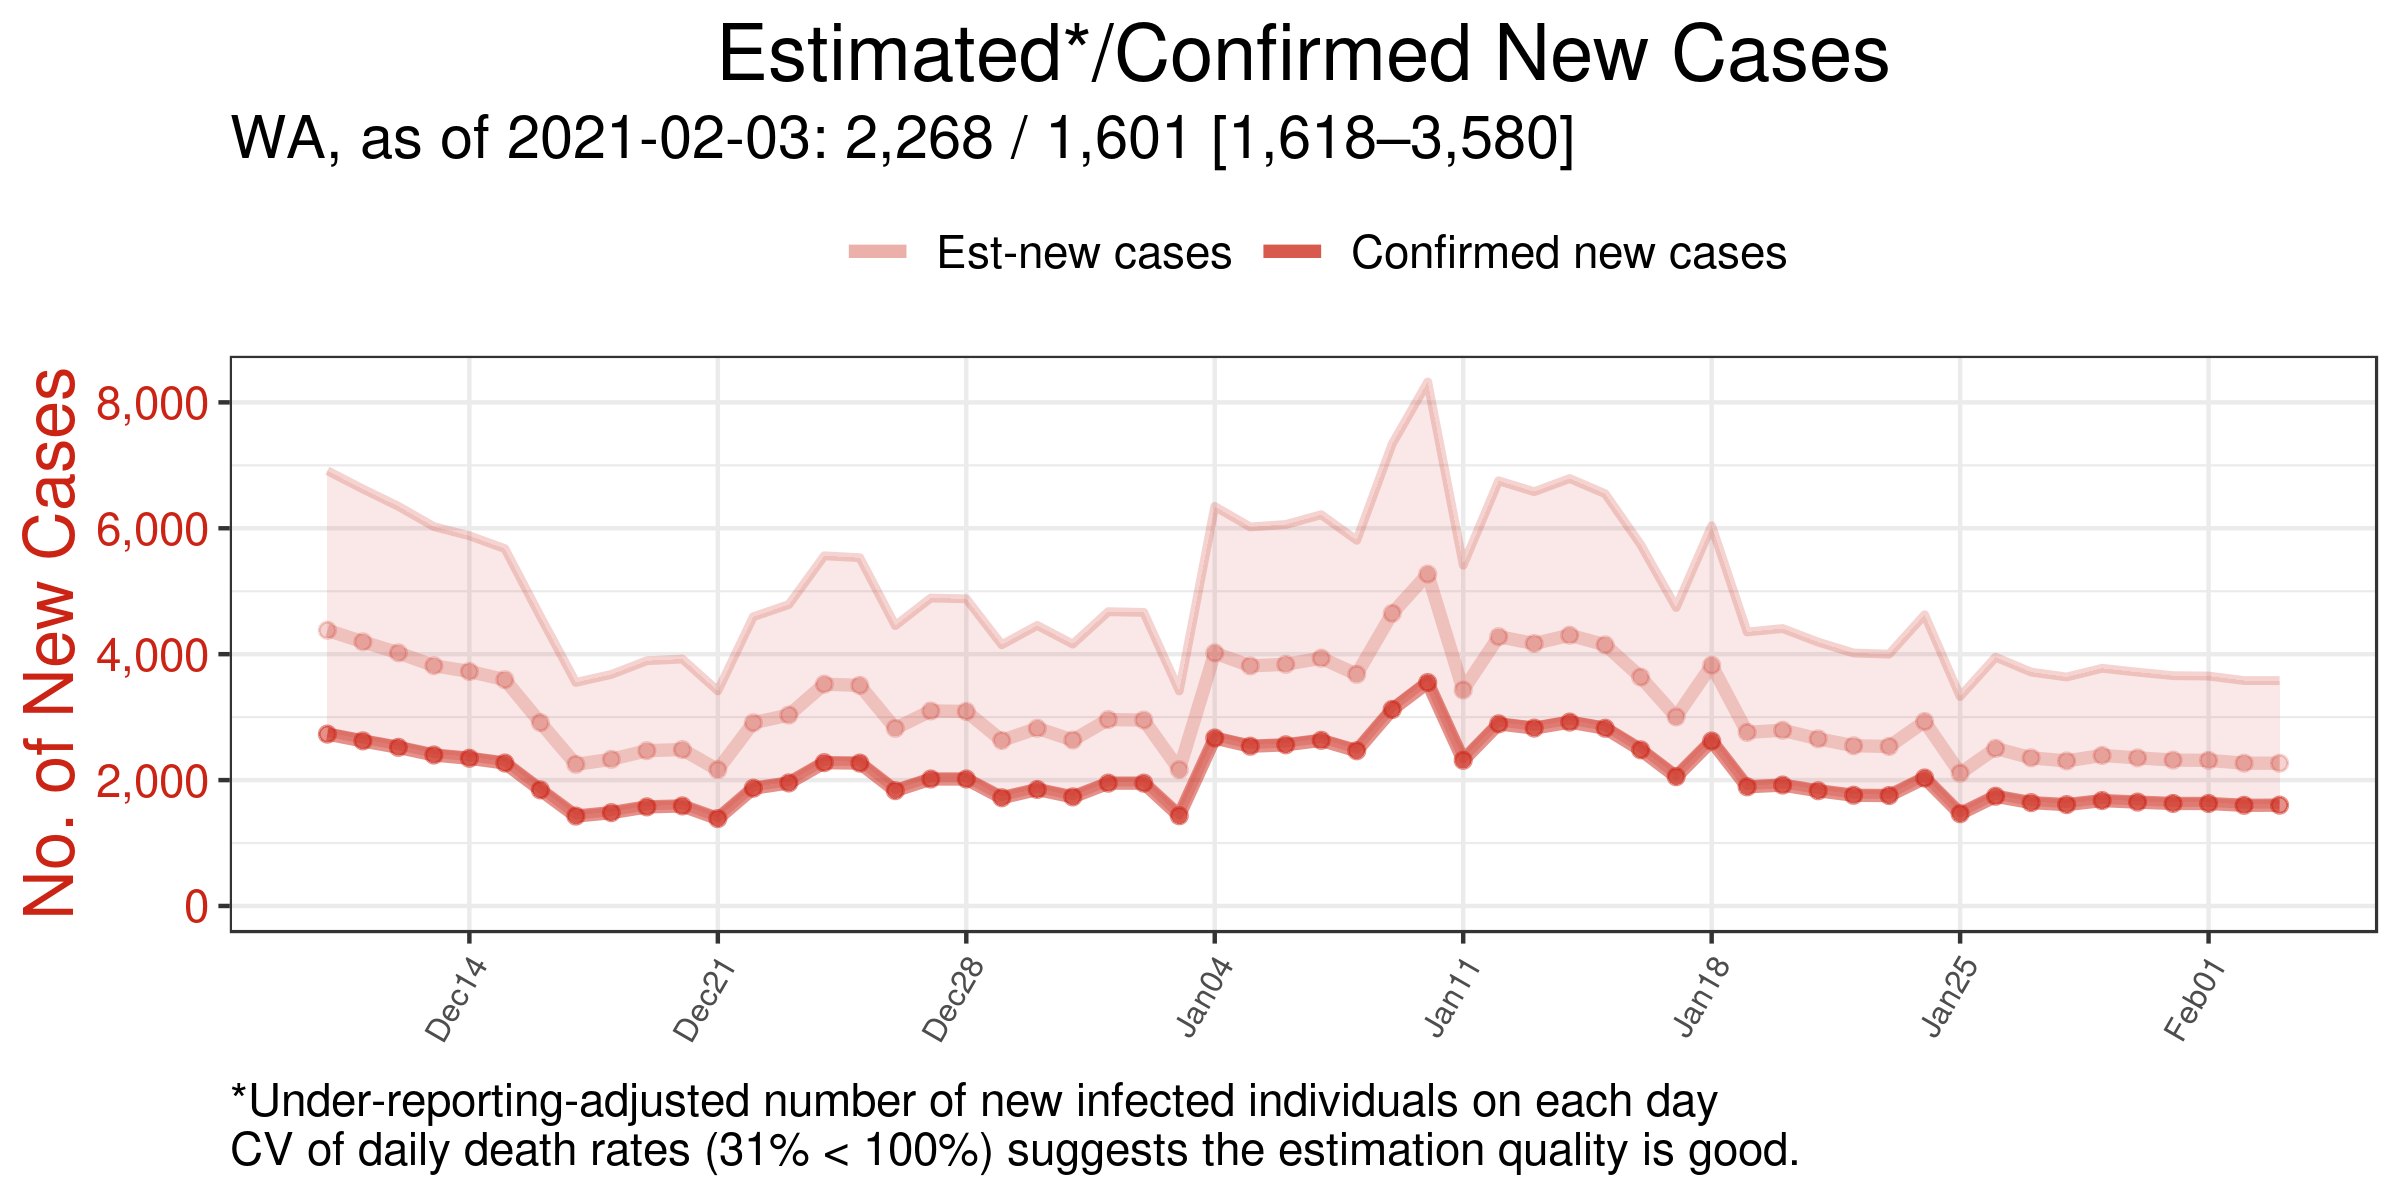 Estimated*/Confirmed New Cases
WA, as of 2021-02-03: 2,268 / 1,601 [1,618–3,580]
Est-new cases Confirmed new cases
No. of New Cases
8,000
6,000
4,000
2,000
0
Dec14 Dec21 Dec28 Jan04 Jan11 Jan18 Jan25 Feb01
*Under-reporting-adjusted number of new infected individuals on each day
CV of daily death rates (31% < 100%) suggests the estimation quality is good.